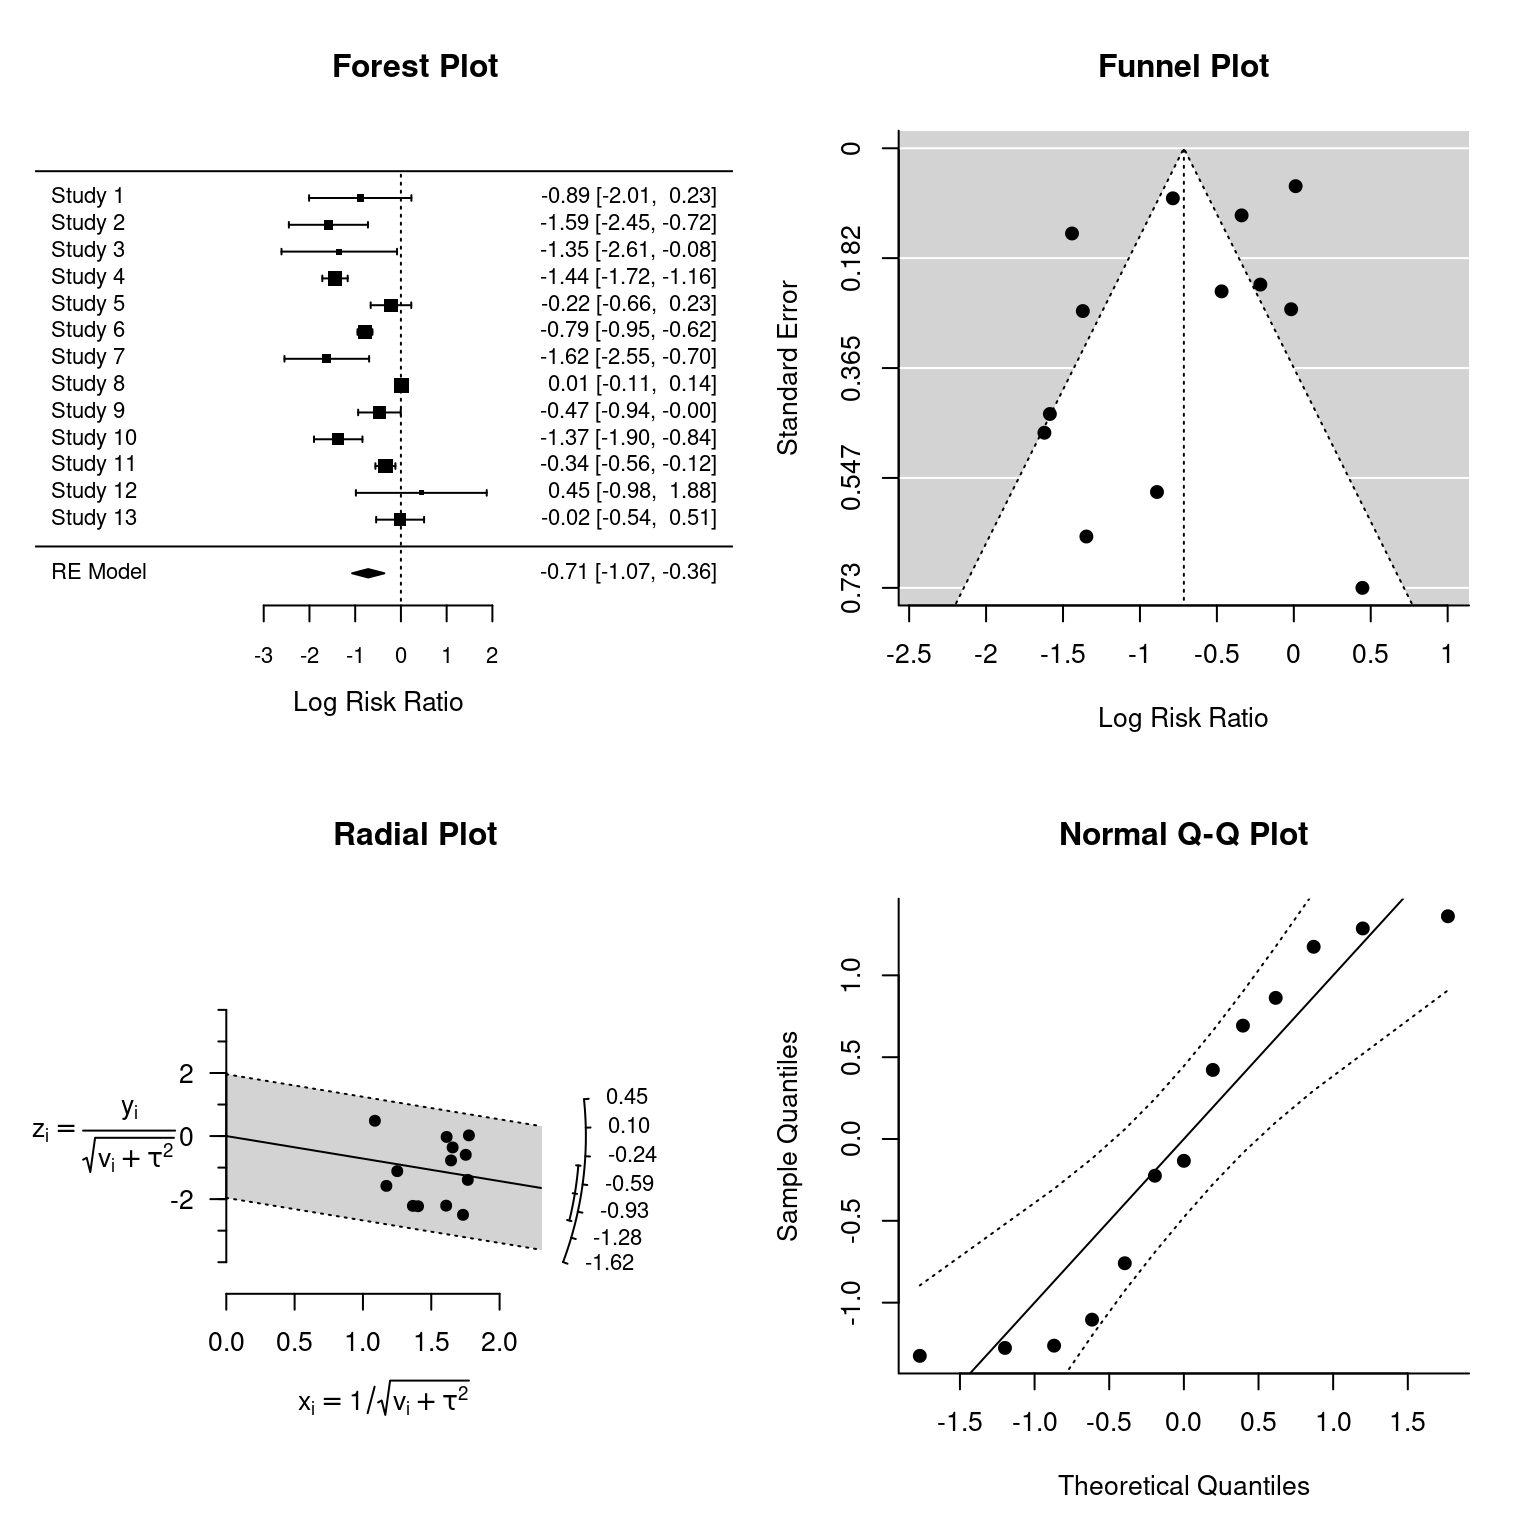 Forest Plot
Study 1 -0.89 [-2.01, 0.23]
Study 2 -1.59 [-2.45, -0.72]
Study 3 -1.35 [-2.61, -0.08]
Study 4 -1.44 [-1.72, -1.16]
Study 5 -0.22 [-0.66, 0.23]
Study 6 -0.79 [-0.95, -0.62]
Study 7 -1.62 [-2.55, -0.70]
Study 8 0.01 [-0.11, 0.14]
Study 9 -0.47 [-0.94, -0.00]
Study 10 -1.37 [-1.90, -0.84]
Study 11 -0.34 [-0.56, -0.12]
Study 12 0.45 [-0.98, 1.88]
Study 13 -0.02 [-0.54, 0.51]
RE Model -0.71 [-1.07, -0.36]
-3 -2 -1 0 1 2
Log Risk Ratio
Funnel Plot
Standard Error
0
0.182
0.365
0.547
0.73
-2.5 -2 -1.5 -1 -0.5 0 0.5 1
Log Risk Ratio
Radial Plot
z_i = y_i / √(v_i + τ²)
2
0
-2
0.45
0.10
-0.24
-0.59
-0.93
-1.28
-1.62
0.0 0.5 1.0 1.5 2.0
x_i = 1/√(v_i + τ²)
Normal Q-Q Plot
Sample Quantiles
1.0
0.5
0.0
-0.5
-1.0
-1.5 -1.0 -0.5 0.0 0.5 1.0 1.5
Theoretical Quantiles